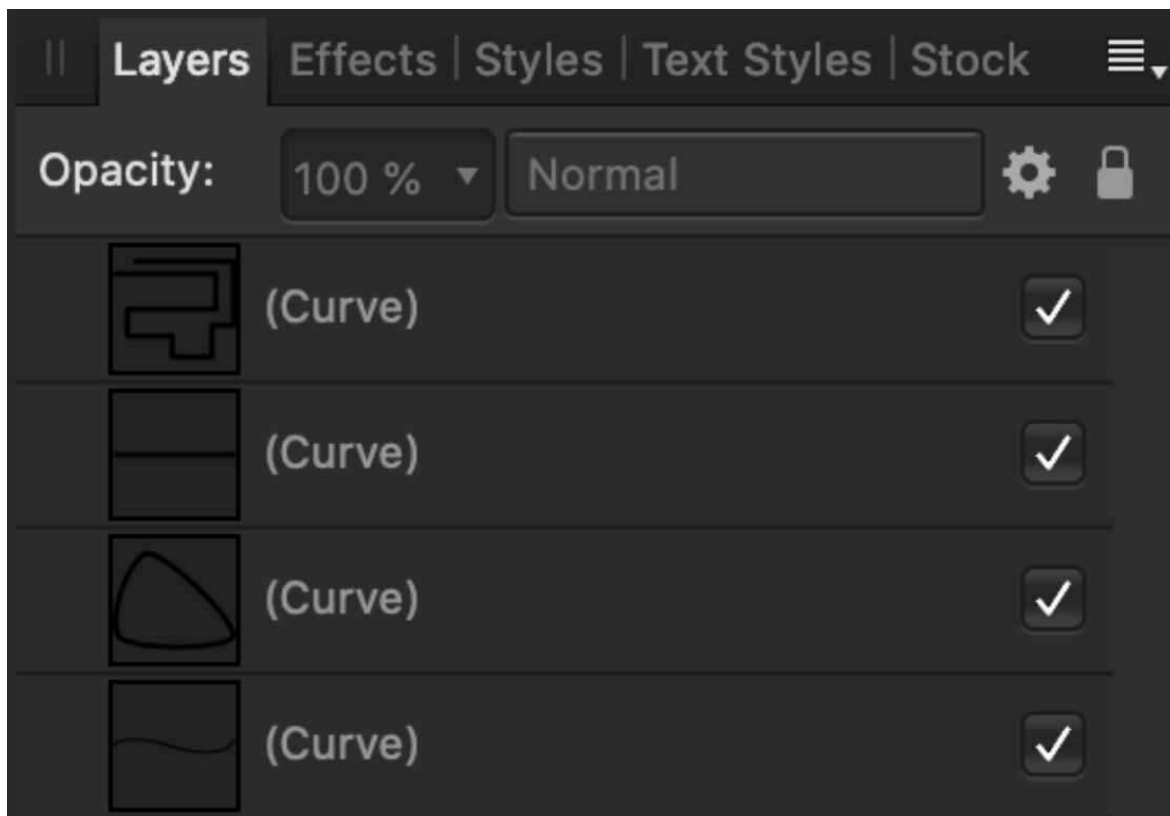 Layers Effects | Styles | Text Styles | Stock
Opacity: 100 % Normal
(Curve)
(Curve)
(Curve)
(Curve)